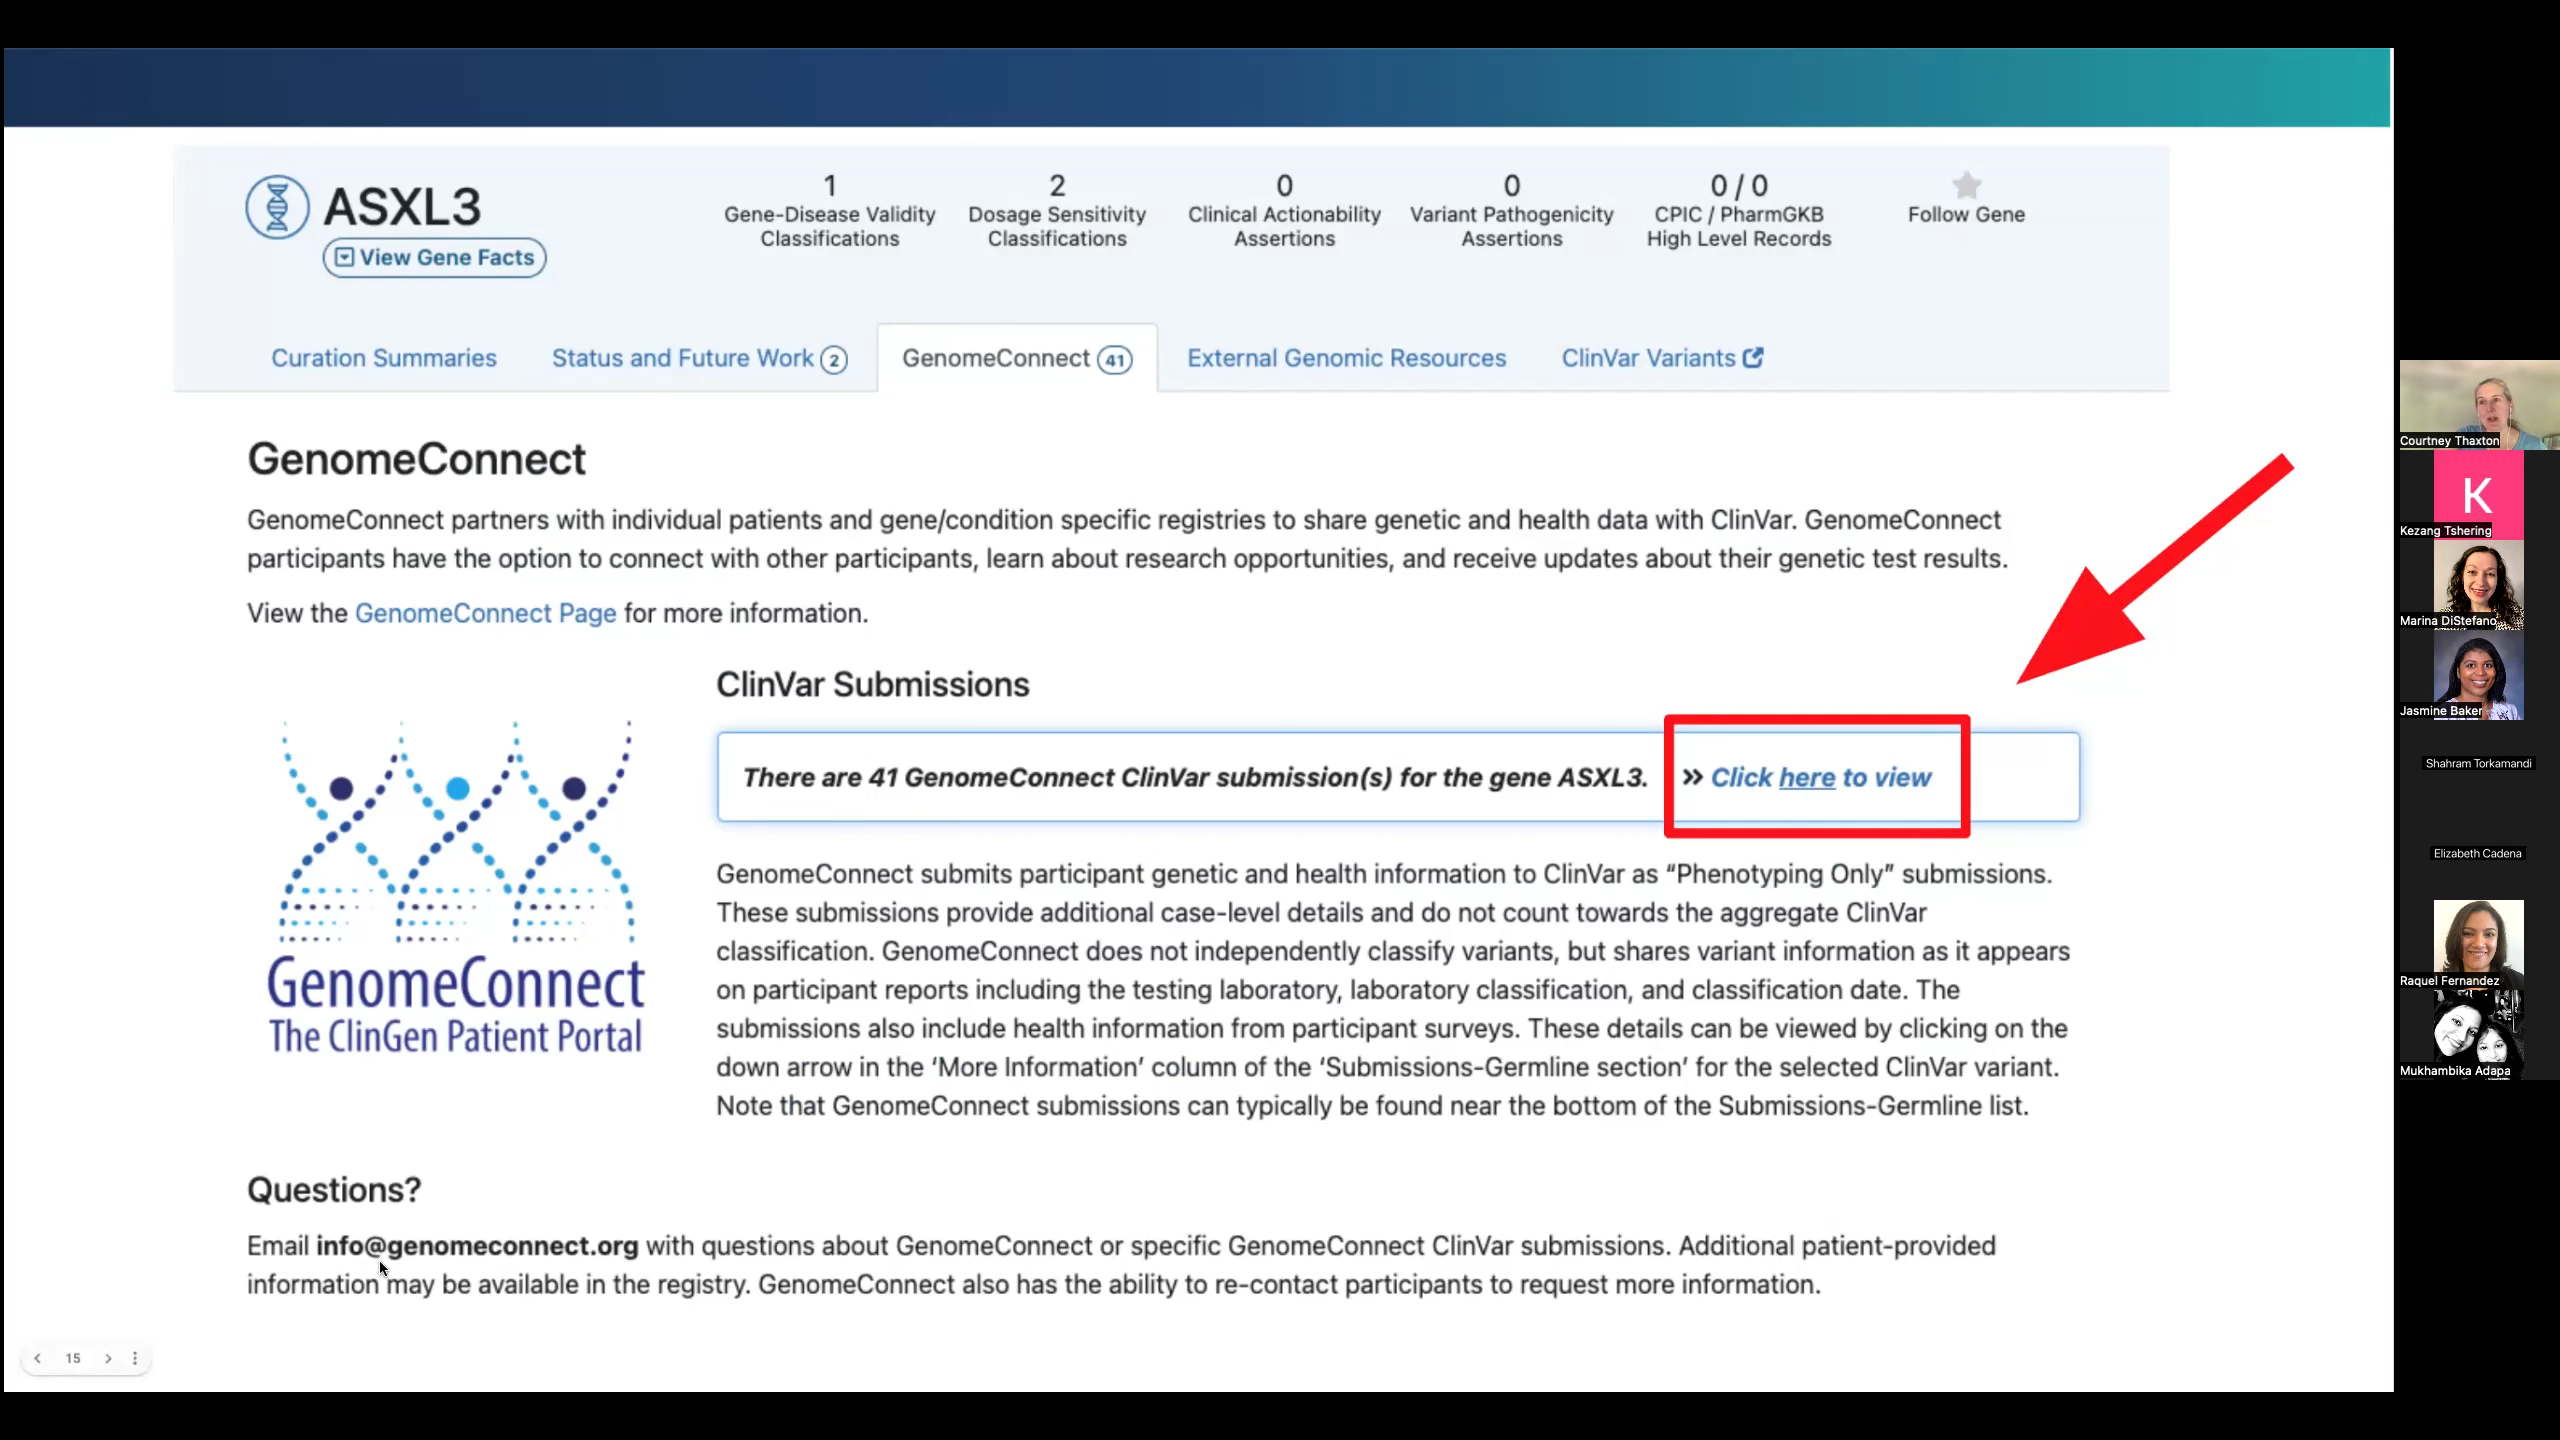 ASXL3
View Gene Facts
1
Gene-Disease Validity
Classifications
2
Dosage Sensitivity
Classifications
0
Clinical Actionability
Assertions
0
Variant Pathogenicity
Assertions
0 / 0
CPIC / PharmGKB
High Level Records
Follow Gene
Curation Summaries
Status and Future Work 2
GenomeConnect 41
External Genomic Resources
ClinVar Variants
GenomeConnect
GenomeConnect partners with individual patients and gene/condition specific registries to share genetic and health data with ClinVar. GenomeConnect
participants have the option to connect with other participants, learn about research opportunities, and receive updates about their genetic test results.
View the GenomeConnect Page for more information.
GenomeConnect
The ClinGen Patient Portal
ClinVar Submissions
There are 41 GenomeConnect ClinVar submission(s) for the gene ASXL3. » Click here to view
GenomeConnect submits participant genetic and health information to ClinVar as “Phenotyping Only” submissions.
These submissions provide additional case-level details and do not count towards the aggregate ClinVar
classification. GenomeConnect does not independently classify variants, but shares variant information as it appears
on participant reports including the testing laboratory, laboratory classification, and classification date. The
submissions also include health information from participant surveys. These details can be viewed by clicking on the
down arrow in the ‘More Information’ column of the ‘Submissions-Germline section’ for the selected ClinVar variant.
Note that GenomeConnect submissions can typically be found near the bottom of the Submissions-Germline list.
Questions?
Email info@genomeconnect.org with questions about GenomeConnect or specific GenomeConnect ClinVar submissions. Additional patient-provided
information may be available in the registry. GenomeConnect also has the ability to re-contact participants to request more information.
15
Courtney Thaxton
K
Kezang Tshering
Marina DiStefano
Jasmine Baker
Shahram Torkamandi
Elizabeth Cadena
Raquel Fernandez
Mukhambika Adapa